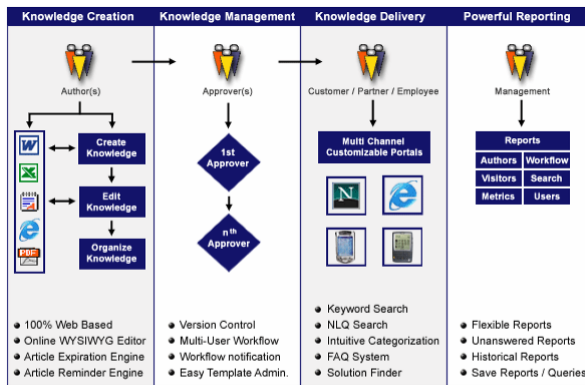 Knowledge Creation
Author(s)
Create
Knowledge
Edit
Knowledge
Organize
Knowledge
W
X
PDF
100% Web Based
Online WYSIWYG Editor
Article Expiration Engine
Article Reminder Engine
Knowledge Management
Approver(s)
1st
Approver
nth
Approver
Version Control
Multi-User Workflow
Workflow notification
Easy Template Admin.
Knowledge Delivery
Customer / Partner / Employee
Multi Channel
Customizable Portals
N
Keyword Search
NLQ Search
Intuitive Categorization
FAQ System
Solution Finder
Powerful Reporting
Management
Reports
Authors Workflow
Visitors Search
Metrics Users
Flexible Reports
Unanswered Reports
Historical Reports
Save Reports / Queries